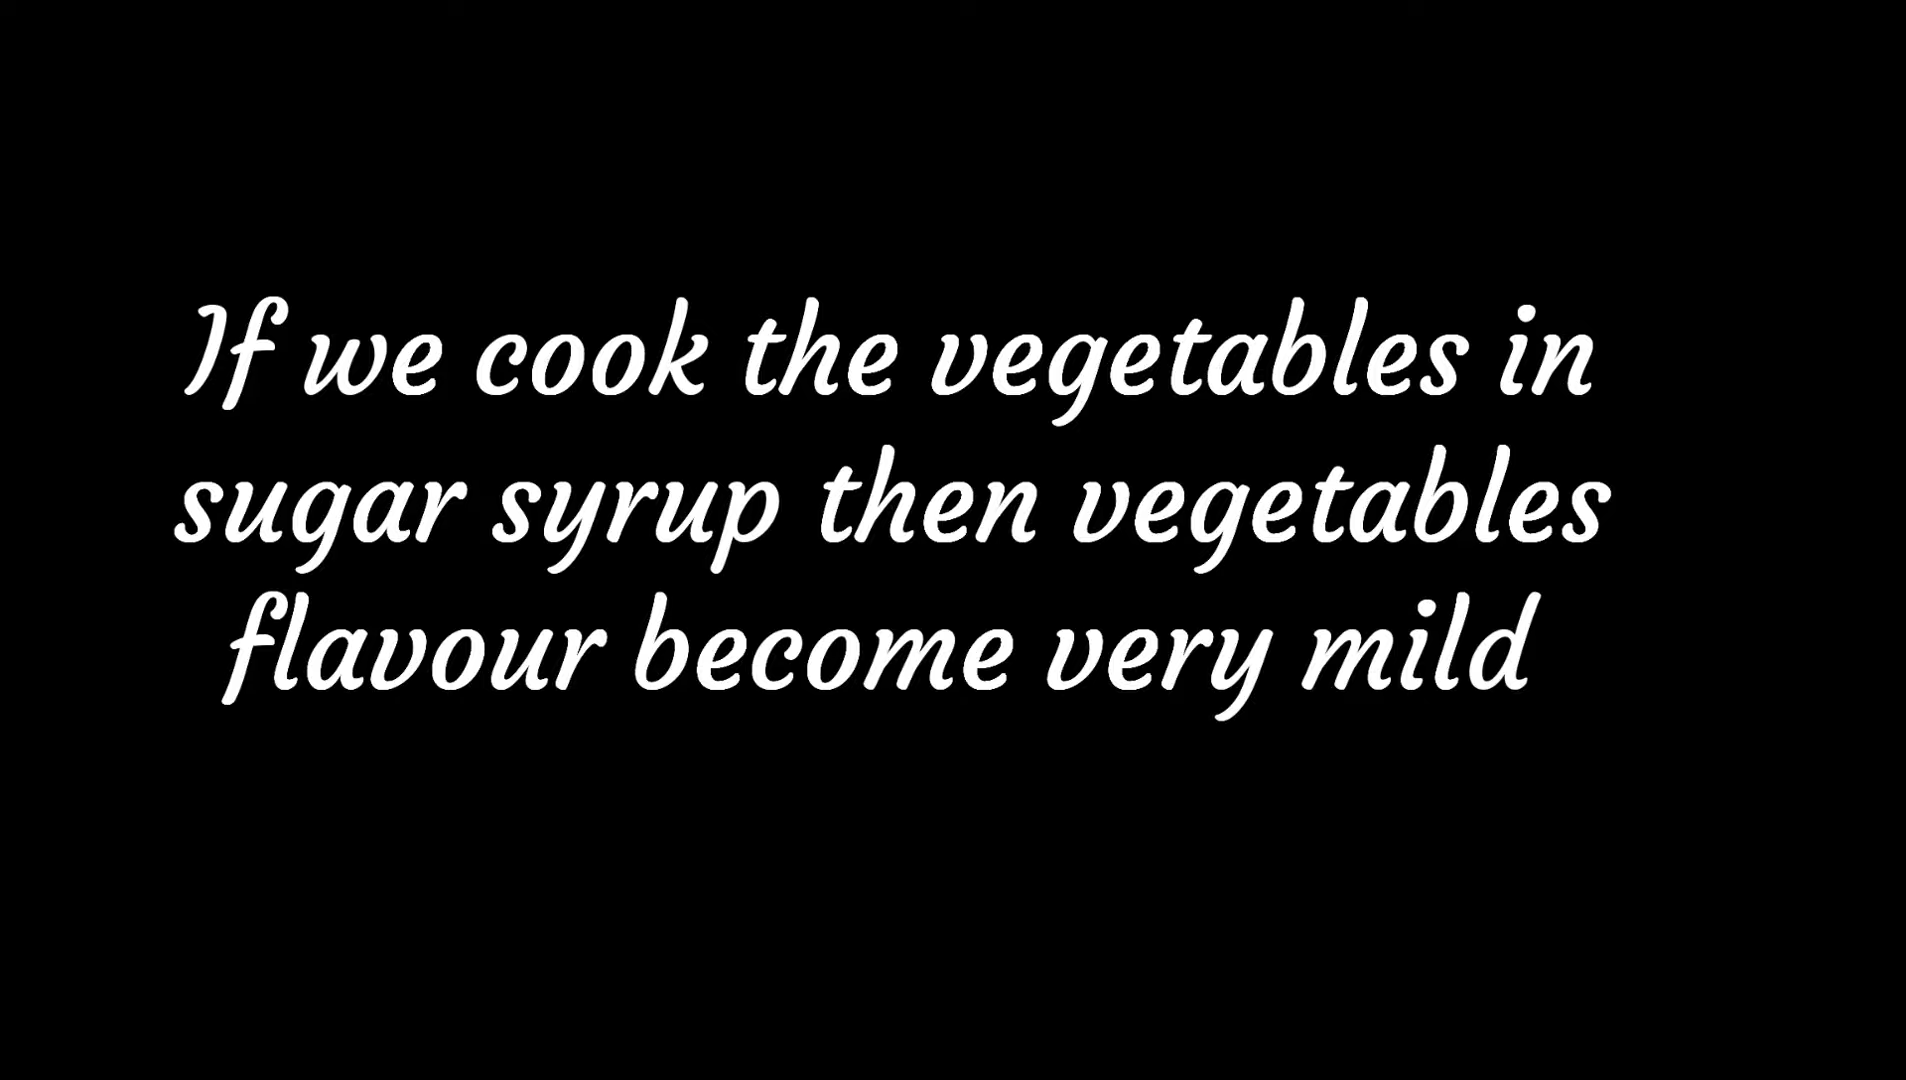 If we cook the vegetables in
sugar syrup then vegetables
flavour become very mild